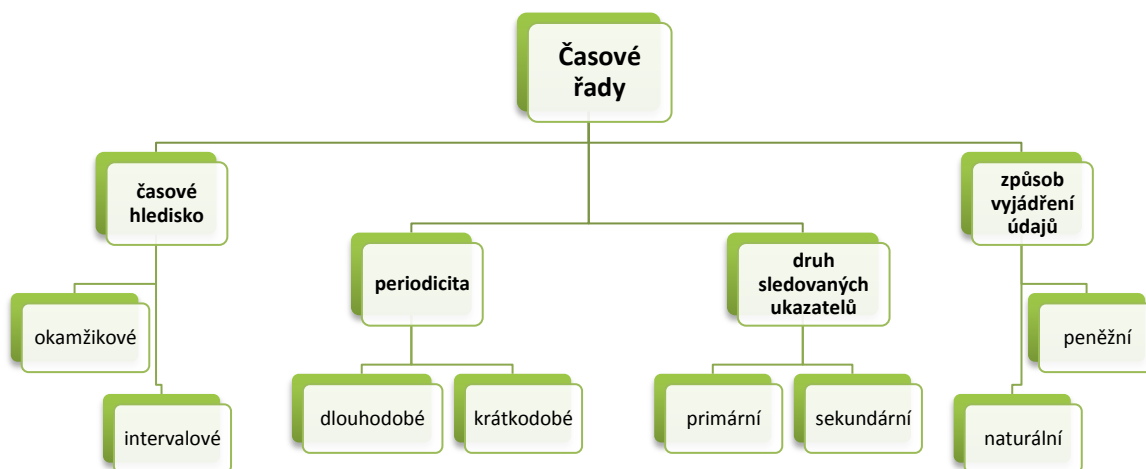 Časové
řady
časové
hledisko
způsob
vyjádření
údajů
periodicita
druh
sledovaných
ukazatelů
okamžikové
peněžní
dlouhodobé
krátkodobé
primární
sekundární
intervalové
naturální